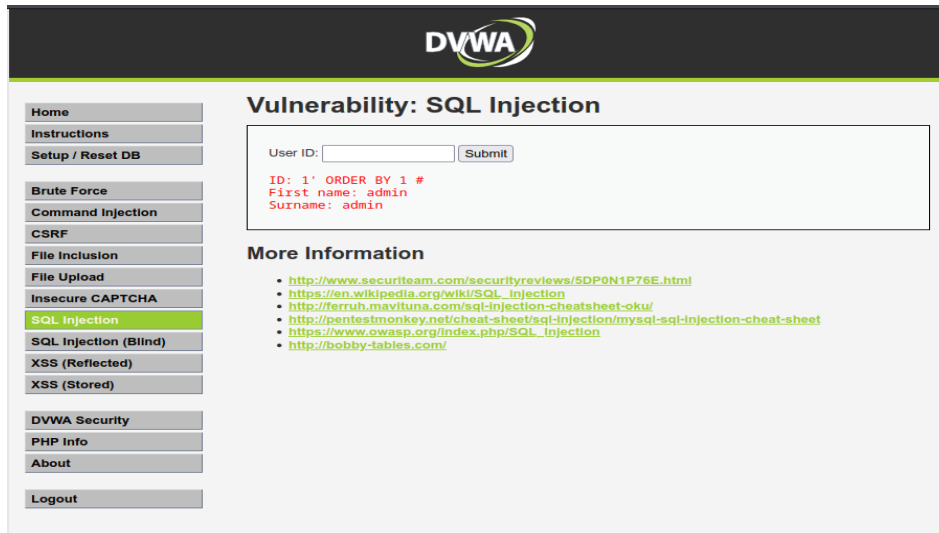 DVWA
Home
Instructions
Setup / Reset DB
Brute Force
Command Injection
CSRF
File Inclusion
File Upload
Insecure CAPTCHA
SQL Injection
SQL Injection (Blind)
XSS (Reflected)
XSS (Stored)
DVWA Security
PHP Info
About
Logout
Vulnerability: SQL Injection
User ID: Submit
ID: 1' ORDER BY 1 #
First name: admin
Surname: admin
More Information
http://www.securiteam.com/securityreviews/5DP0N1P76E.html
https://en.wikipedia.org/wiki/SQL_injection
http://ferruh.mavituna.com/sql-injection-cheatsheet-oku/
http://pentestmonkey.net/cheat-sheet/sql-injection/mysql-sql-injection-cheat-sheet
https://www.owasp.org/index.php/SQL_Injection
http://bobby-tables.com/